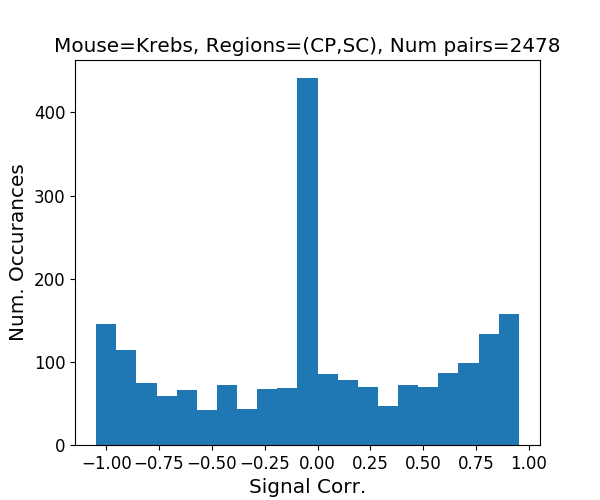 Mouse=Krebs, Regions=(CP,SC), Num pairs=2478
Num. Occurances
400
300
200
100
0
−1.00 −0.75 −0.50 −0.25 0.00 0.25 0.50 0.75 1.00
Signal Corr.